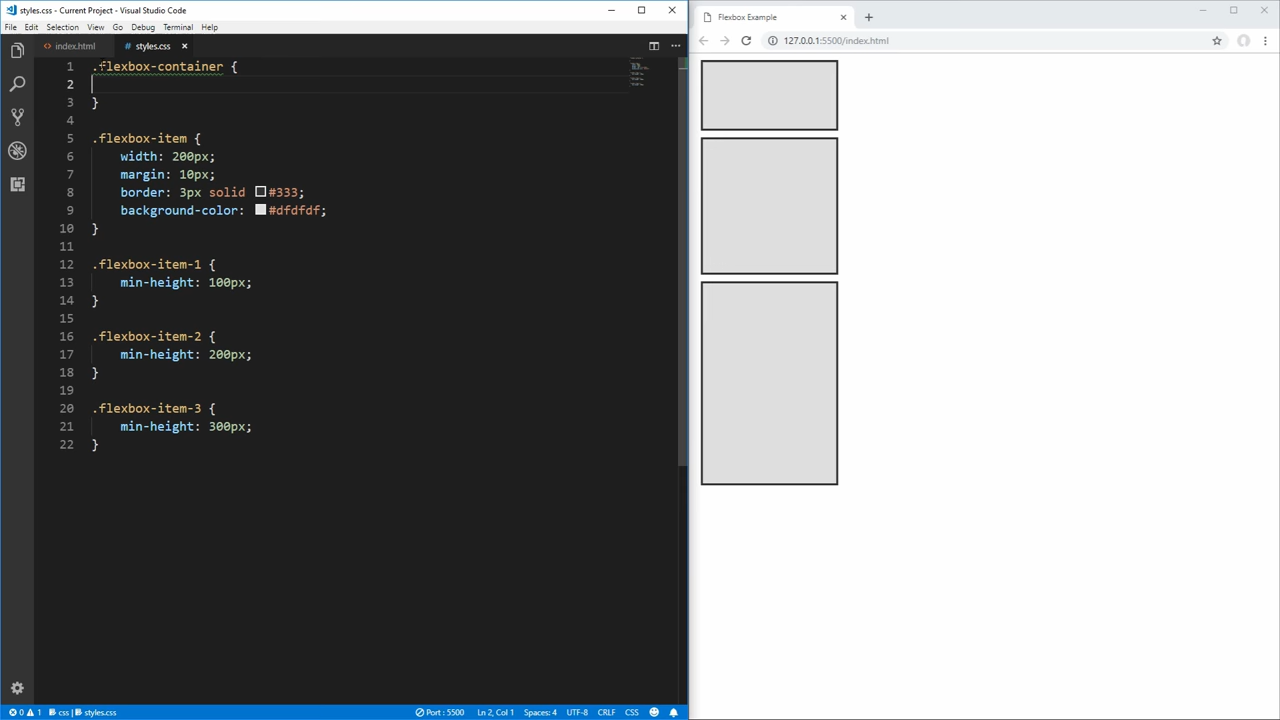 styles.css - Current Project - Visual Studio Code
File Edit Selection View Go Debug Terminal Help
index.html styles.css
1 .flexbox-container {
2
3 }
4
5 .flexbox-item {
6 width: 200px;
7 margin: 10px;
8 border: 3px solid #333;
9 background-color: #dfdfdf;
10 }
11
12 .flexbox-item-1 {
13 min-height: 100px;
14 }
15
16 .flexbox-item-2 {
17 min-height: 200px;
18 }
19
20 .flexbox-item-3 {
21 min-height: 300px;
22 }
0 1 css | styles.css Port : 5500 Ln 2, Col 1 Spaces: 4 UTF-8 CRLF CSS
Flexbox Example
127.0.0.1:5500/index.html